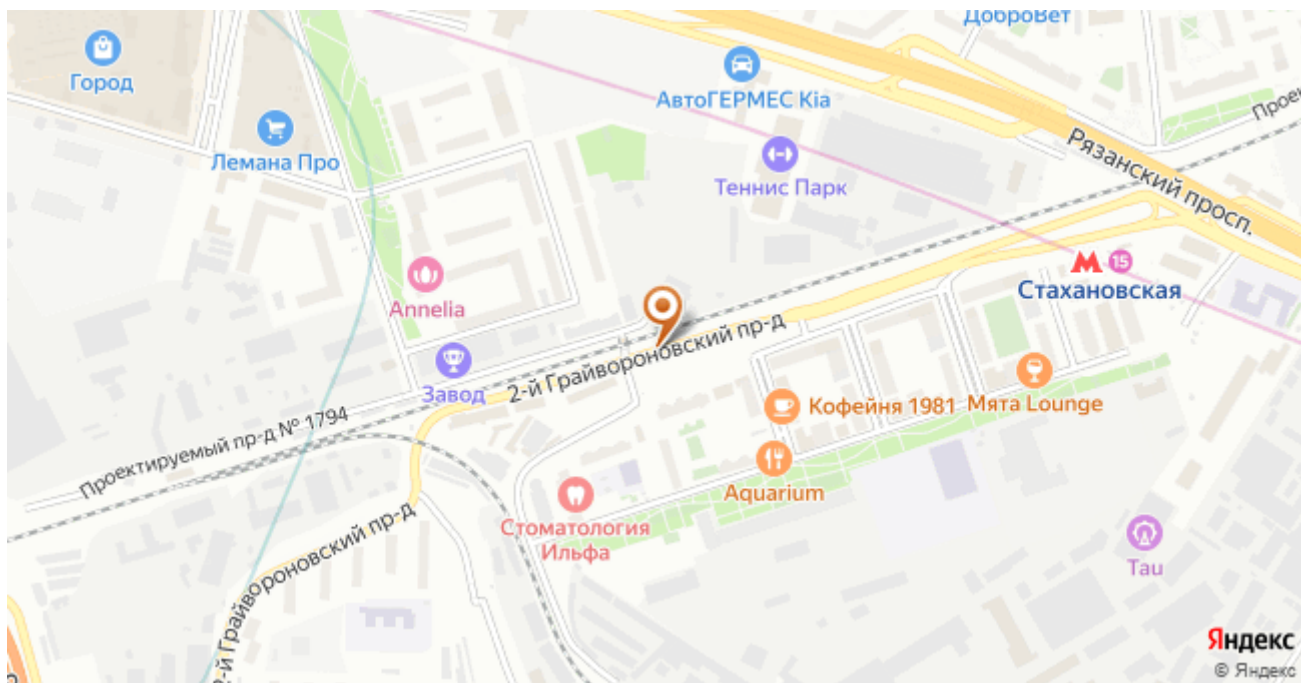 ДоброВет
Город
АвтоГЕРМЕС Kia
Лемана Про
Теннис Парк
Рязанский просп.
15
Стахановская
Annelia
2-й Грайвороновский пр-д
Завод
Кофейня 1981
Мята Lounge
Проектируемый пр-д № 1794
Aquarium
Стоматология
Ильфа
2-й Грайвороновский пр-д
Tau
Яндекс
© Яндекс